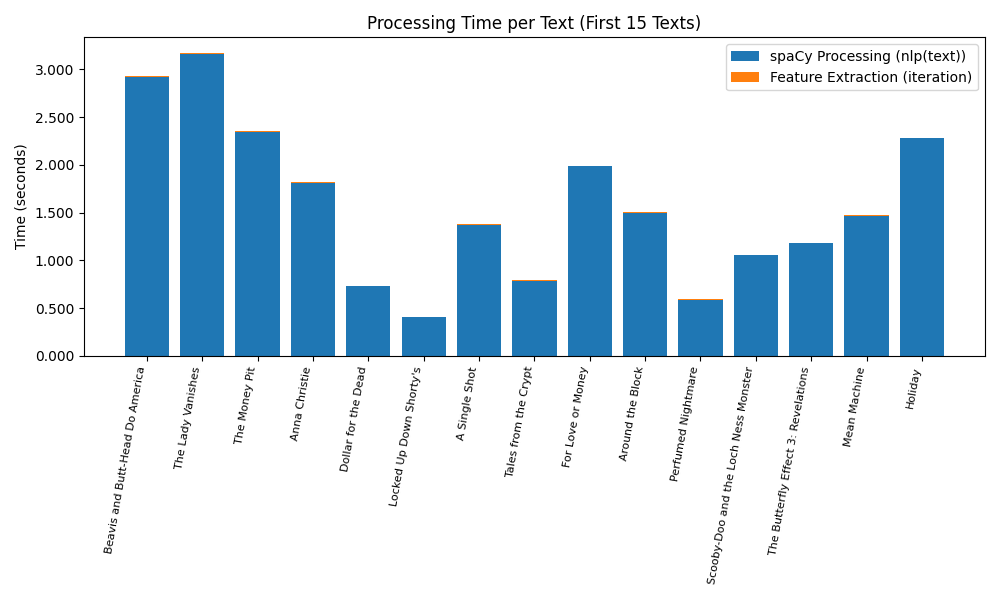 Processing Time per Text (First 15 Texts)
spaCy Processing (nlp(text))
Feature Extraction (iteration)
Time (seconds)
3.000
2.500
2.000
1.500
1.000
0.500
0.000
Beavis and Butt-Head Do America
The Lady Vanishes
The Money Pit
Anna Christie
Dollar for the Dead
Locked Up Down Shorty's
A Single Shot
Tales from the Crypt
For Love or Money
Around the Block
Perfumed Nightmare
Scooby-Doo and the Loch Ness Monster
The Butterfly Effect 3: Revelations
Mean Machine
Holiday